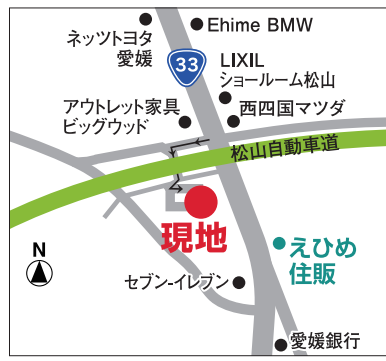 ネッツトヨタ
愛媛
Ehime BMW
33
LIXIL
ショールーム松山
アウトレット家具
ビッグウッド
西四国マツダ
松山自動車道
現地
N
えひめ
住販
セブン-イレブン
愛媛銀行